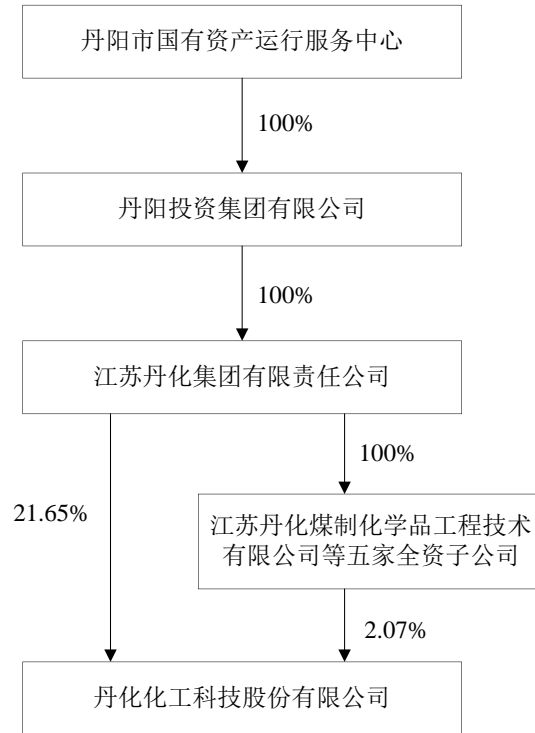 丹阳市国有资产运行服务中心
100%
丹阳投资集团有限公司
100%
江苏丹化集团有限责任公司
100%
21.65%
江苏丹化煤制化学品工程技术
有限公司等五家全资子公司
2.07%
丹化化工科技股份有限公司